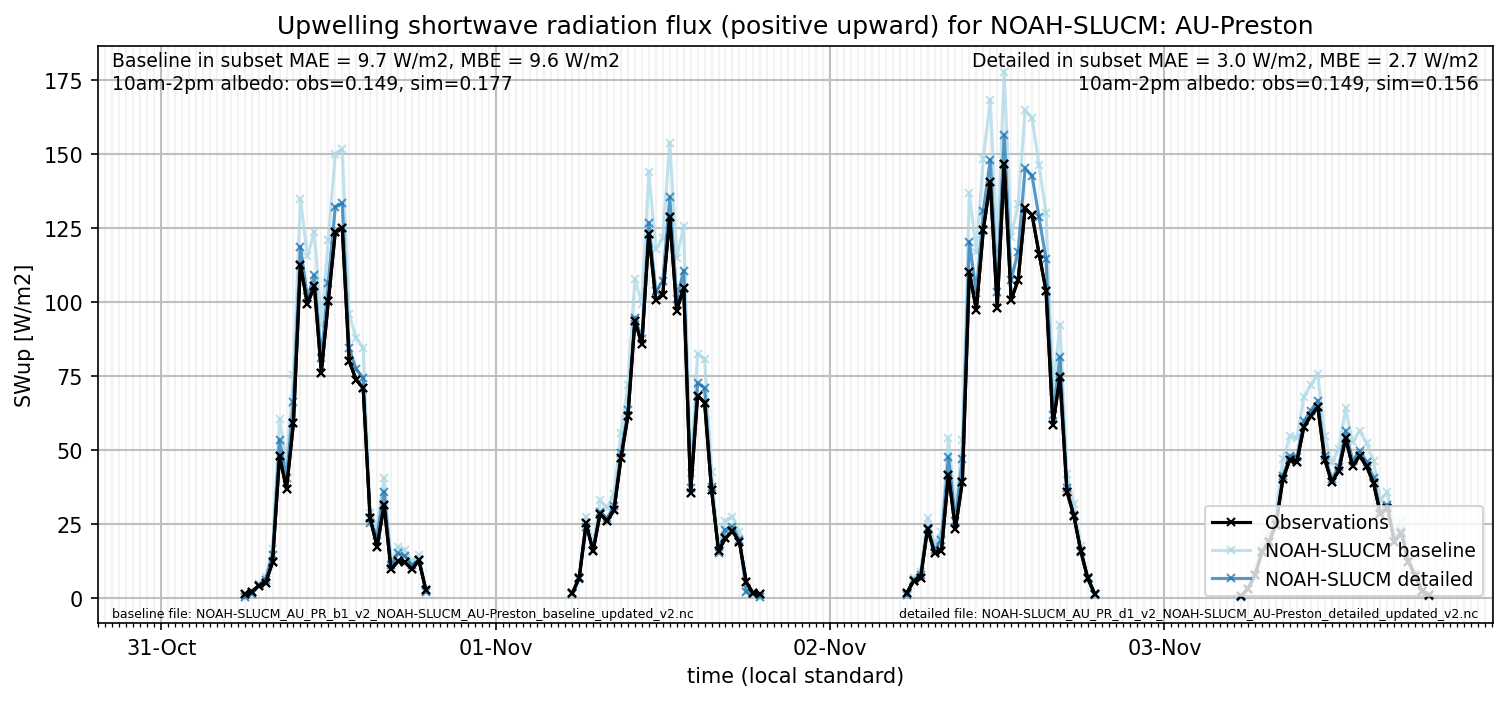 Upwelling shortwave radiation flux (positive upward) for NOAH-SLUCM: AU-Preston
Baseline in subset MAE = 9.7 W/m2, MBE = 9.6 W/m2
10am-2pm albedo: obs=0.149, sim=0.177
Detailed in subset MAE = 3.0 W/m2, MBE = 2.7 W/m2
10am-2pm albedo: obs=0.149, sim=0.156
SWup [W/m2]
175
150
125
100
75
50
25
0
Observations
NOAH-SLUCM baseline
NOAH-SLUCM detailed
baseline file: NOAH-SLUCM_AU_PR_b1_v2_NOAH-SLUCM_AU-Preston_baseline_updated_v2.nc
detailed file: NOAH-SLUCM_AU_PR_d1_v2_NOAH-SLUCM_AU-Preston_detailed_updated_v2.nc
31-Oct
01-Nov
02-Nov
03-Nov
time (local standard)